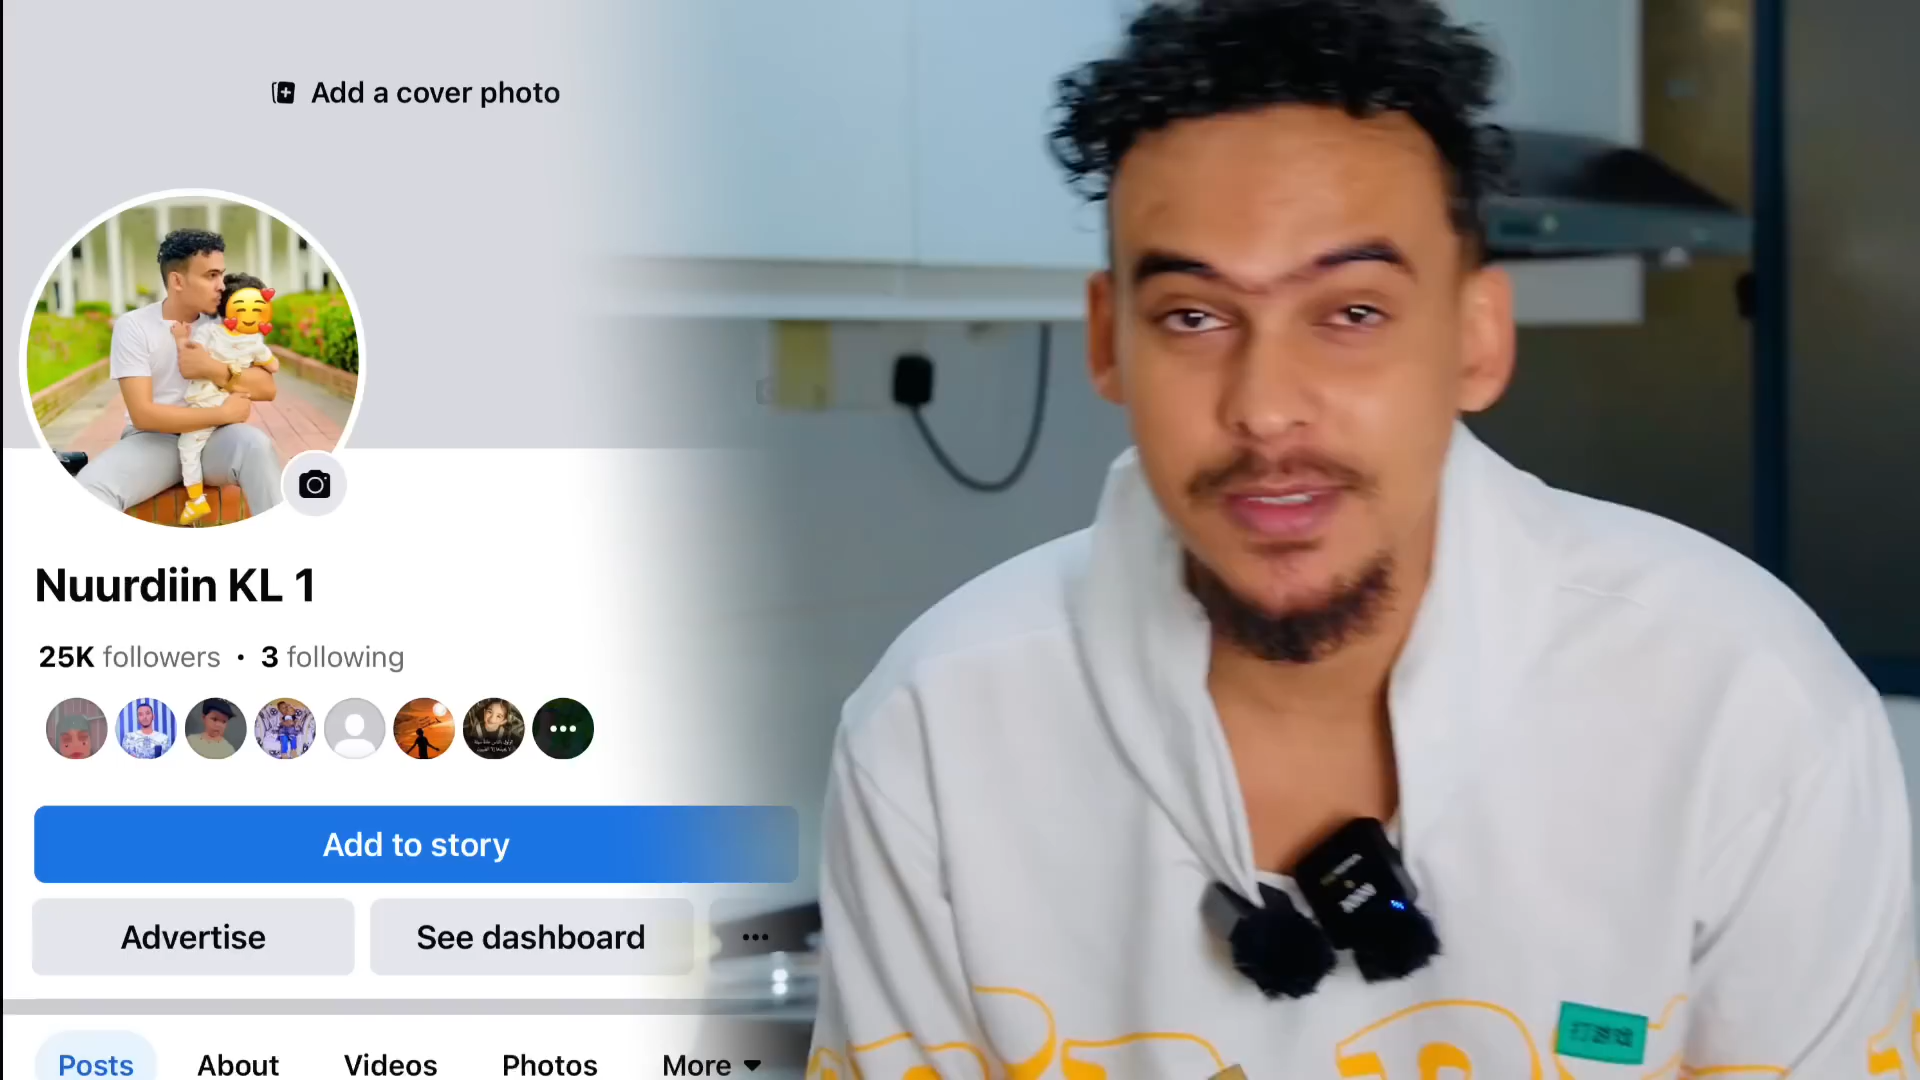 Add a cover photo
Nuurdiin KL 1
25K followers · 3 following
Add to story
Advertise
See dashboard
Posts
About
Videos
Photos
More